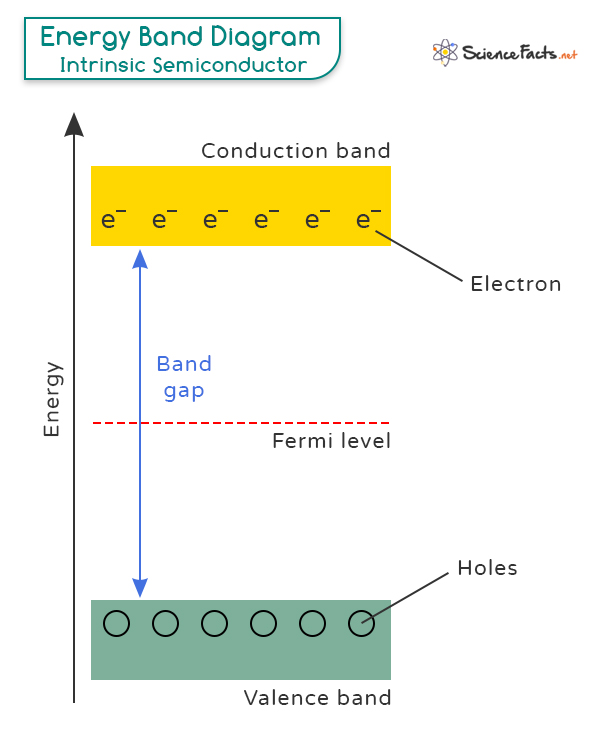 Energy Band Diagram
Intrinsic Semiconductor
ScienceFacts.net
Conduction band
e⁻ e⁻ e⁻ e⁻ e⁻ e⁻
Electron
Band
gap
Energy
Fermi level
Holes
Valence band